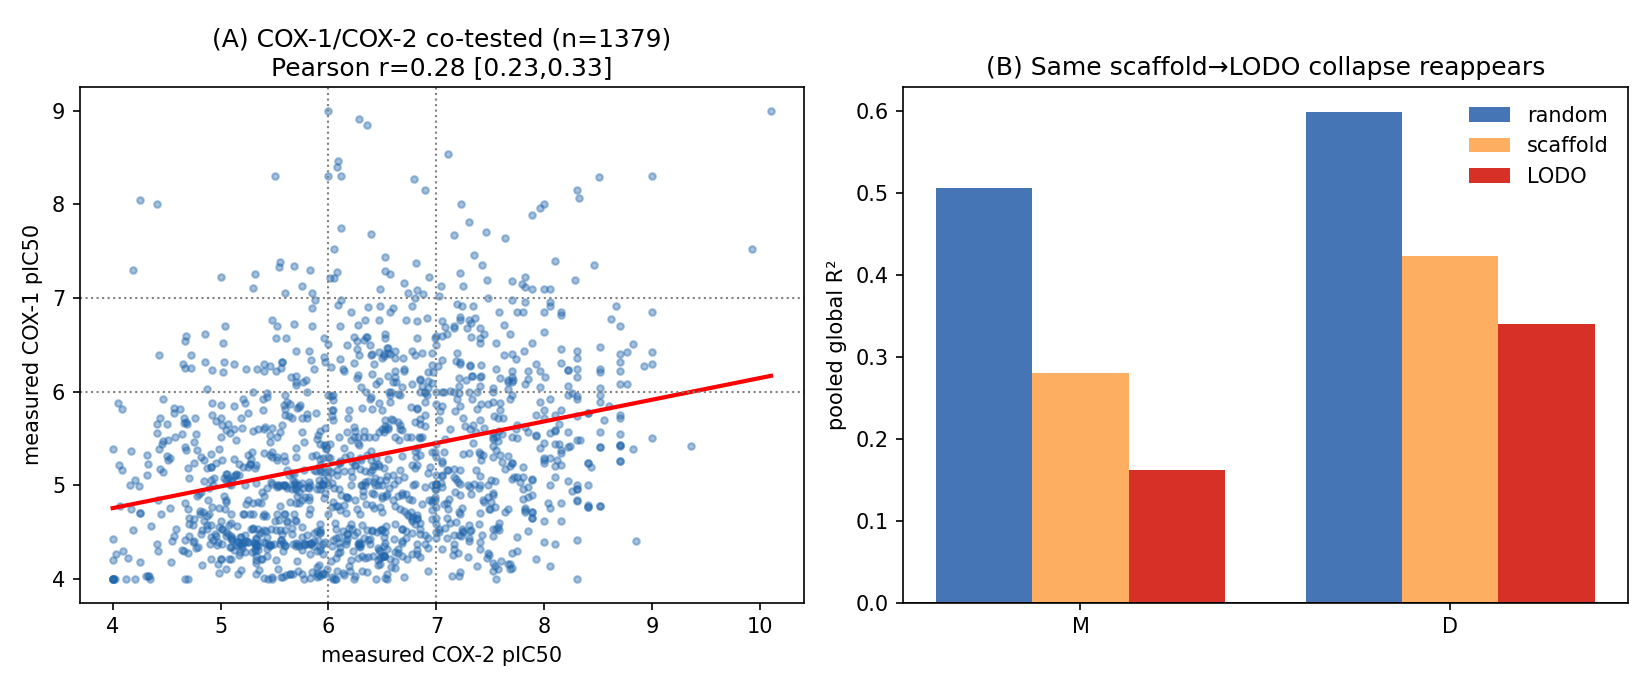 (A) COX-1/COX-2 co-tested (n=1379)
Pearson r=0.28 [0.23,0.33]
measured COX-1 pIC50
9
8
7
6
5
4
4
5
6
7
8
9
10
measured COX-2 pIC50
(B) Same scaffold→LODO collapse reappears
pooled global R²
0.6
0.5
0.4
0.3
0.2
0.1
0.0
random
scaffold
LODO
M
D